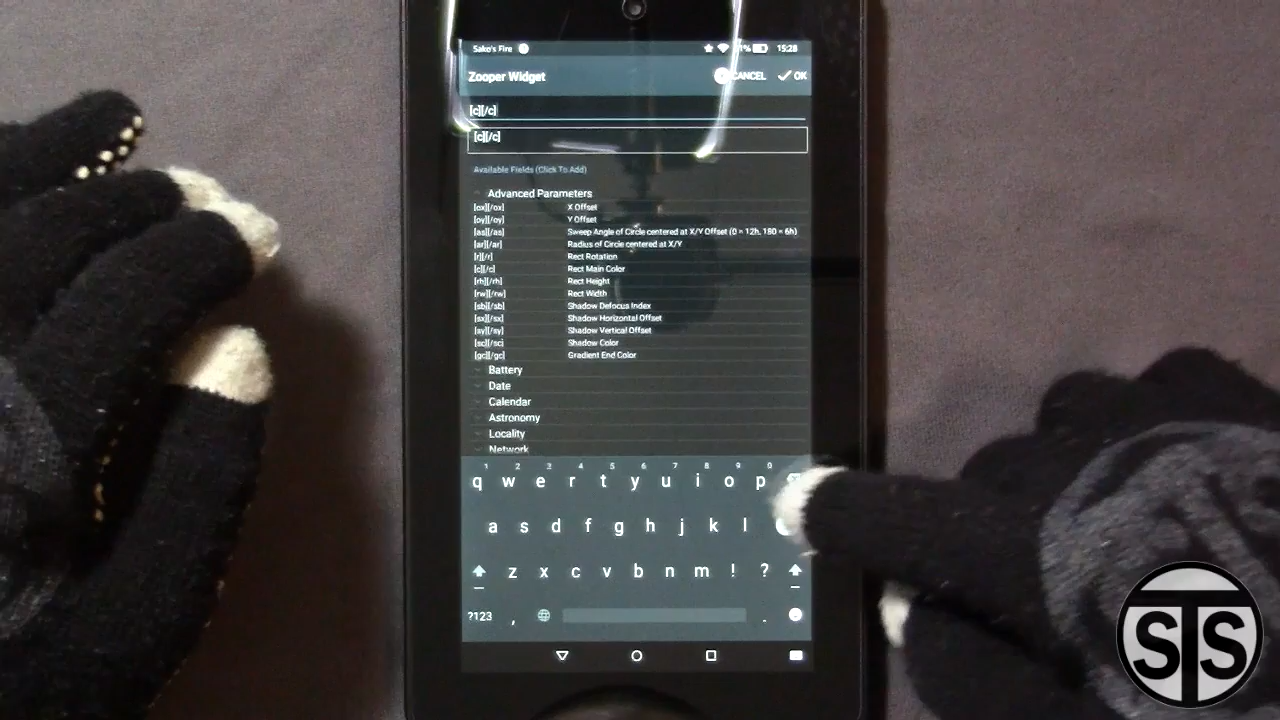 Sako's Fire 1% 15:28
Zooper Widget CANCEL OK
[c][/c]
[c][/c]
Available Fields (Click To Add)
Advanced Parameters
[ox][/ox] X Offset
[oy][/oy] Y Offset
[as][/as] Sweep Angle of Circle centered at X/Y Offset (0 = 12h, 180 = 6h)
[ar][/ar] Radius of Circle centered at X/Y
[r][/r] Rect Rotation
[c][/c] Rect Main Color
[rh][/rh] Rect Height
[rw][/rw] Rect Width
[sb][/sb] Shadow Defocus Index
[sx][/sx] Shadow Horizontal Offset
[sy][/sy] Shadow Vertical Offset
[sc][/sc] Shadow Color
[gc][/gc] Gradient End Color
Battery
Date
Calendar
Astronomy
Locality
Network
1 2 3 4 5 6 7 8 9 0
q w e r t y u i o p
a s d f g h j k l
z x c v b n m ! ?
?123 , .
STS